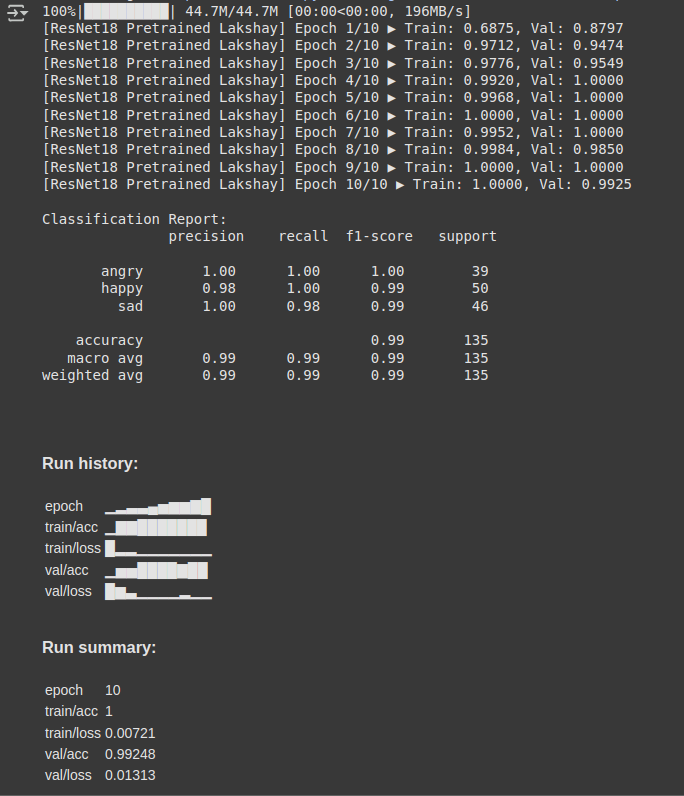 100%|██████████| 44.7M/44.7M [00:00<00:00, 196MB/s]
[ResNet18 Pretrained Lakshay] Epoch 1/10 ▶ Train: 0.6875, Val: 0.8797
[ResNet18 Pretrained Lakshay] Epoch 2/10 ▶ Train: 0.9712, Val: 0.9474
[ResNet18 Pretrained Lakshay] Epoch 3/10 ▶ Train: 0.9776, Val: 0.9549
[ResNet18 Pretrained Lakshay] Epoch 4/10 ▶ Train: 0.9920, Val: 1.0000
[ResNet18 Pretrained Lakshay] Epoch 5/10 ▶ Train: 0.9968, Val: 1.0000
[ResNet18 Pretrained Lakshay] Epoch 6/10 ▶ Train: 1.0000, Val: 1.0000
[ResNet18 Pretrained Lakshay] Epoch 7/10 ▶ Train: 0.9952, Val: 1.0000
[ResNet18 Pretrained Lakshay] Epoch 8/10 ▶ Train: 0.9984, Val: 0.9850
[ResNet18 Pretrained Lakshay] Epoch 9/10 ▶ Train: 1.0000, Val: 1.0000
[ResNet18 Pretrained Lakshay] Epoch 10/10 ▶ Train: 1.0000, Val: 0.9925
Classification Report:
precision recall f1-score support
angry 1.00 1.00 1.00 39
happy 0.98 1.00 0.99 50
sad 1.00 0.98 0.99 46
accuracy 0.99 135
macro avg 0.99 0.99 0.99 135
weighted avg 0.99 0.99 0.99 135
Run history:
epoch
train/acc
train/loss
val/acc
val/loss
Run summary:
epoch 10
train/acc 1
train/loss 0.00721
val/acc 0.99248
val/loss 0.01313